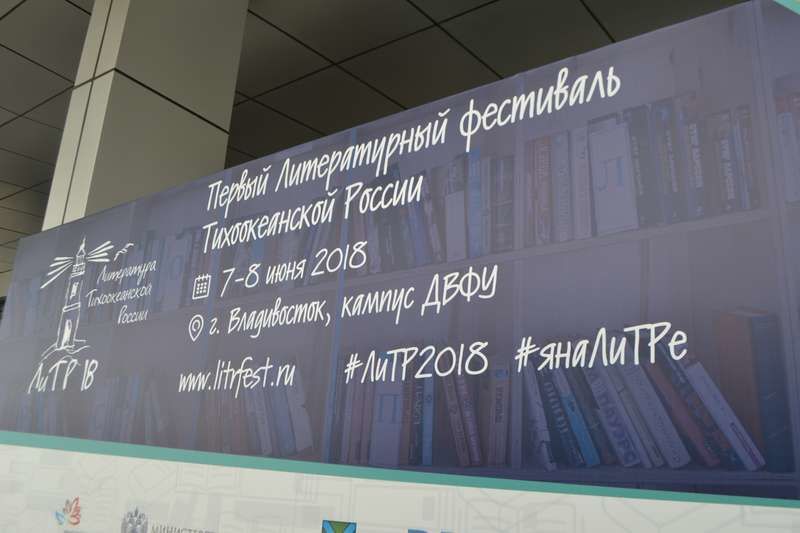 Первый Литературный фестиваль
Тихоокеанской России
7-8 июня 2018
г. Владивосток, кампус ДВФУ
www.litrfest.ru #ЛиТР2018 #янаЛиТРе
Литература
Тихоокеанской
России
ЛиТР 18